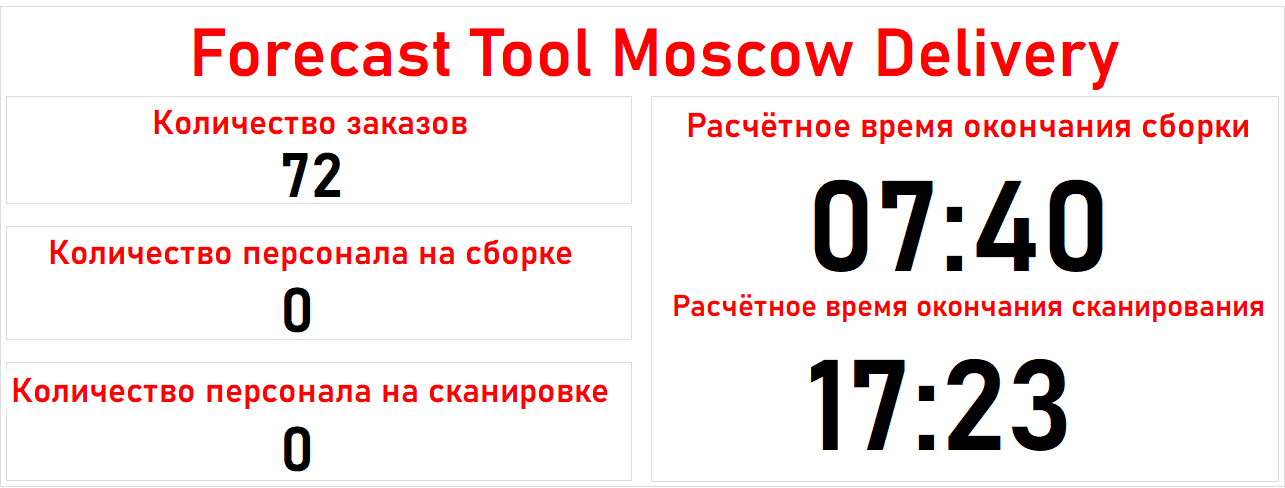 Forecast Tool Moscow Delivery
Количество заказов
72
Количество персонала на сборке
0
Количество персонала на сканировке
0
Расчётное время окончания сборки
07:40
Расчётное время окончания сканирования
17:23